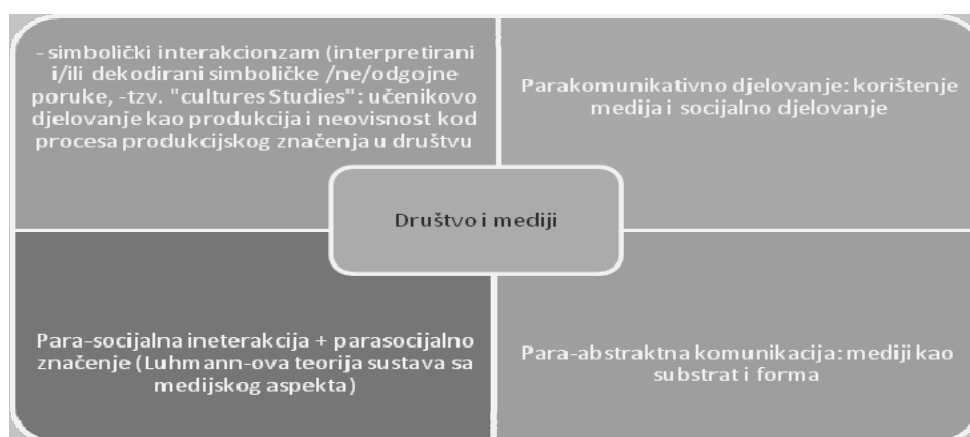 - simbolički interakcionzam (interpretirani
i/ili dekodirani simboličke /ne/odgojne
poruke, -tzv. "cultures Studies": učenikovo
djelovanje kao produkcija i neovisnost kod
procesa produkcijskog značenja u društvu
Parakomunikativno djelovanje: korištenje
medija i socijalno djelovanje
Društvo i mediji
Para-socijalna ineterakcija + parasocijalno
značenje (Luhmann-ova teorija sustava sa
medijskog aspekta)
Para-abstraktna komunikacija: mediji kao
substrat i forma